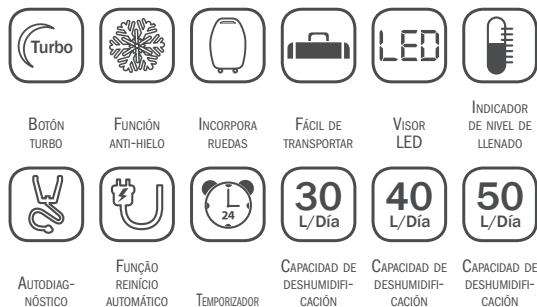 Turbo
LED
BOTÓN
TURBO
FUNCIÓN
ANTI-HIELO
INCORPORA
RUEDAS
FÁCIL DE
TRANSPORTAR
VISOR
LED
INDICADOR
DE NIVEL DE
LLENADO
24
30
L/Día
40
L/Día
50
L/Día
AUTODIAG-
NÓSTICO
FUNÇÃO
REINÍCIO
AUTOMÁTICO
TEMPORIZADOR
CAPACIDAD DE
DESHUMIDIFI-
CACIÓN
CAPACIDAD DE
DESHUMIDIFI-
CACIÓN
CAPACIDAD DE
DESHUMIDIFI-
CACIÓN